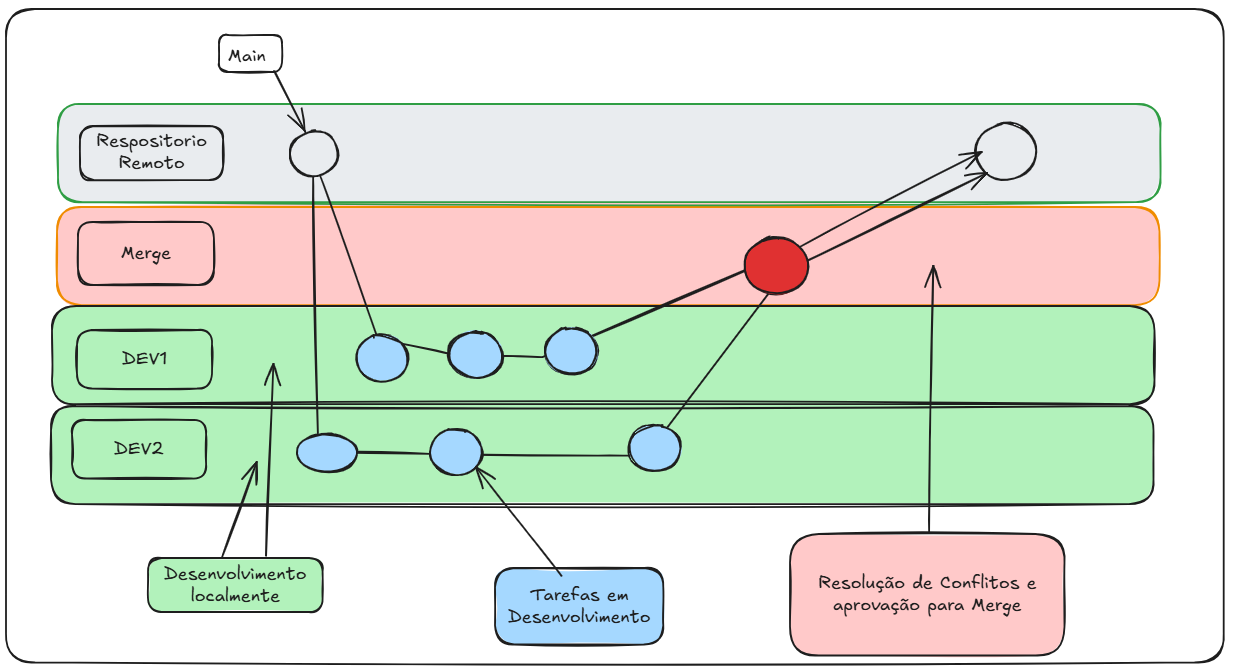 Main
Respositorio
Remoto
Merge
DEV1
DEV2
Desenvolvimento
localmente
Tarefas em
Desenvolvimento
Resolução de Conflitos e
aprovação para Merge